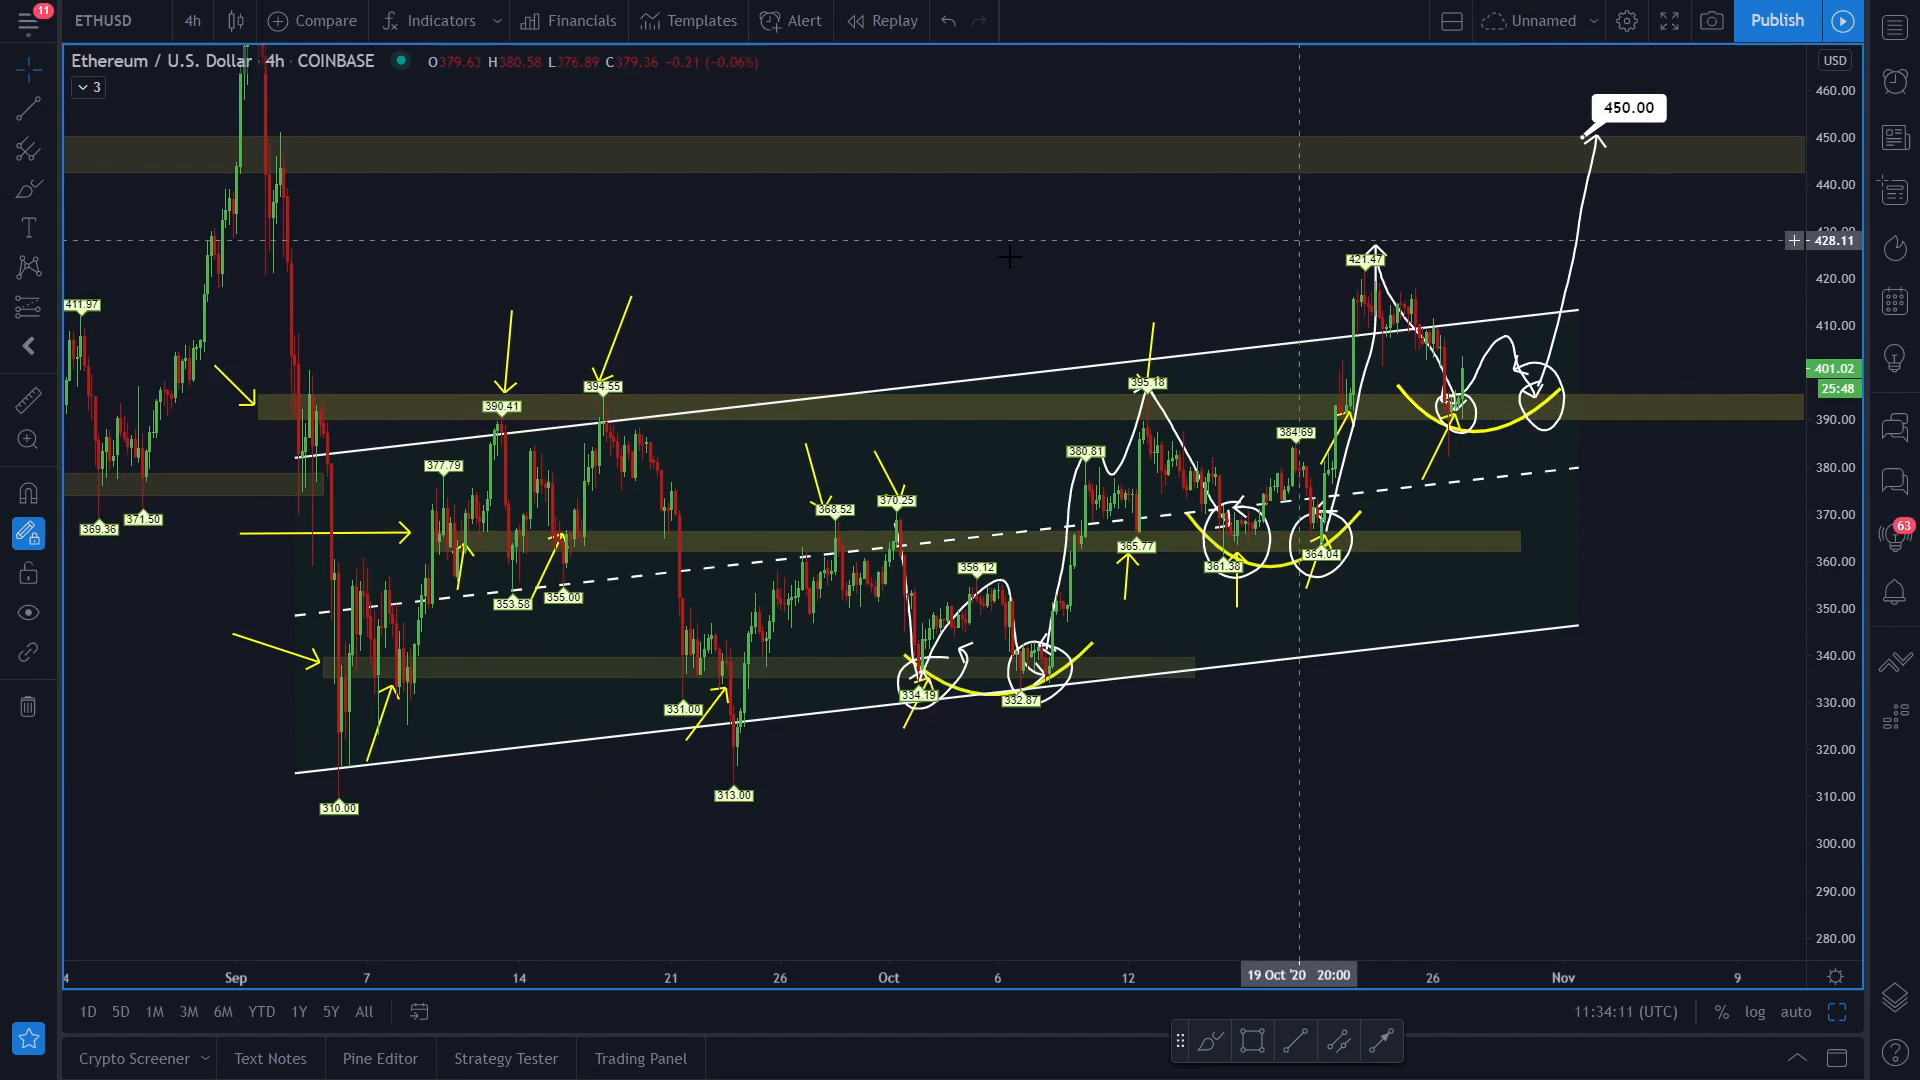 11
ETHUSD
4h
Compare
Indicators
Financials
Templates
Alert
Replay
Unnamed
Publish
Ethereum / U.S. Dollar · 4h · COINBASE O379.63 H380.58 L376.89 C379.36 −0.21 (−0.06%)
3
USD
460.00
450.00
450.00
440.00
428.11
420.00
410.00
401.02
25:48
390.00
380.00
370.00
360.00
350.00
340.00
330.00
320.00
310.00
300.00
290.00
280.00
411.97
369.36
371.50
310.00
377.79
390.41
353.58
355.00
394.55
331.00
313.00
368.52
370.25
334.19
356.12
332.87
380.81
365.77
395.18
361.38
384.69
364.04
421.47
63
4
Sep
7
14
21
26
Oct
6
12
19 Oct '20 20:00
26
Nov
9
1D 5D 1M 3M 6M YTD 1Y 5Y All
11:34:11 (UTC)
% log auto
Crypto Screener
Text Notes
Pine Editor
Strategy Tester
Trading Panel